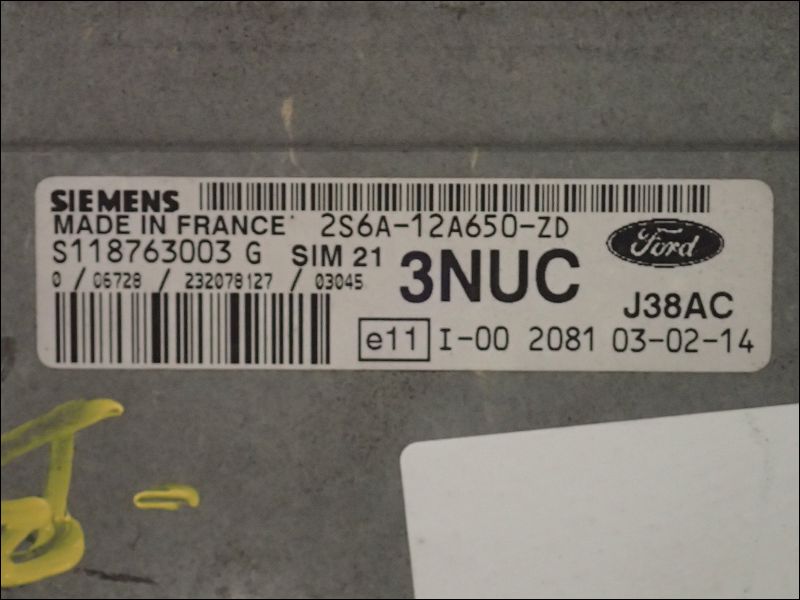 SIEMENS
MADE IN FRANCE 2S6A-12A650-ZD
S118763003 G SIM 21 3NUC Ford
0 / 06728 / 232078127 / 03045
J38AC
e11 I-00 2081 03-02-14